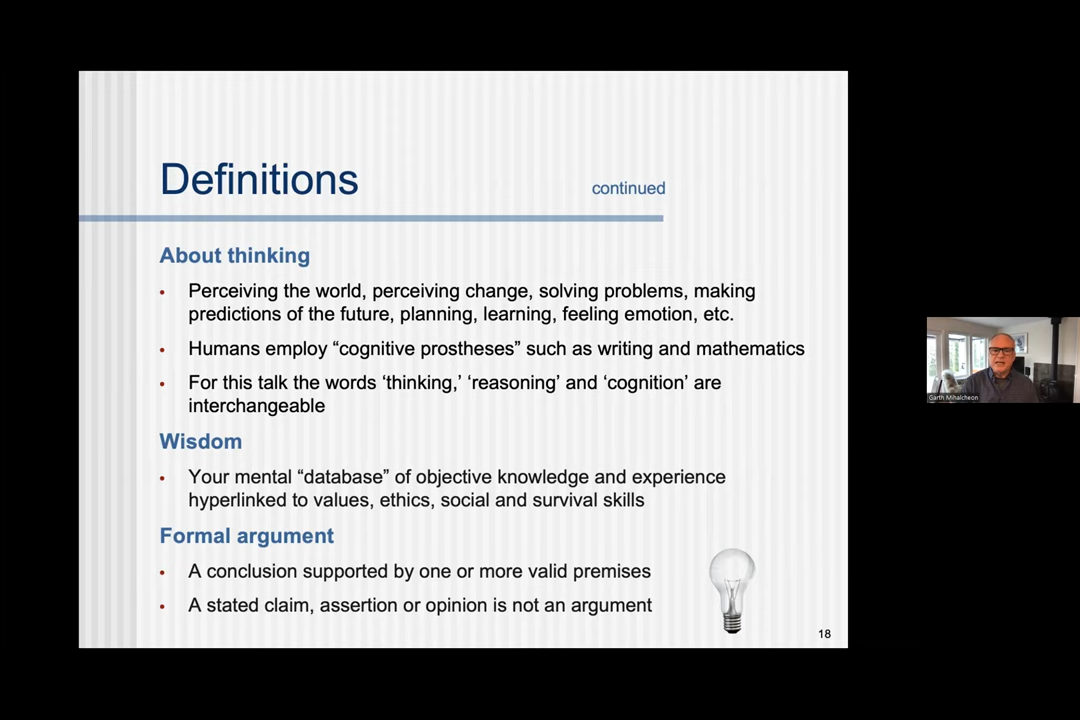 Definitions
continued
About thinking
• Perceiving the world, perceiving change, solving problems, making
predictions of the future, planning, learning, feeling emotion, etc.
• Humans employ “cognitive prostheses” such as writing and mathematics
• For this talk the words ‘thinking,’ ‘reasoning’ and ‘cognition’ are
interchangeable
Wisdom
• Your mental “database” of objective knowledge and experience
hyperlinked to values, ethics, social and survival skills
Formal argument
• A conclusion supported by one or more valid premises
• A stated claim, assertion or opinion is not an argument
18
Garth Mihalcheon